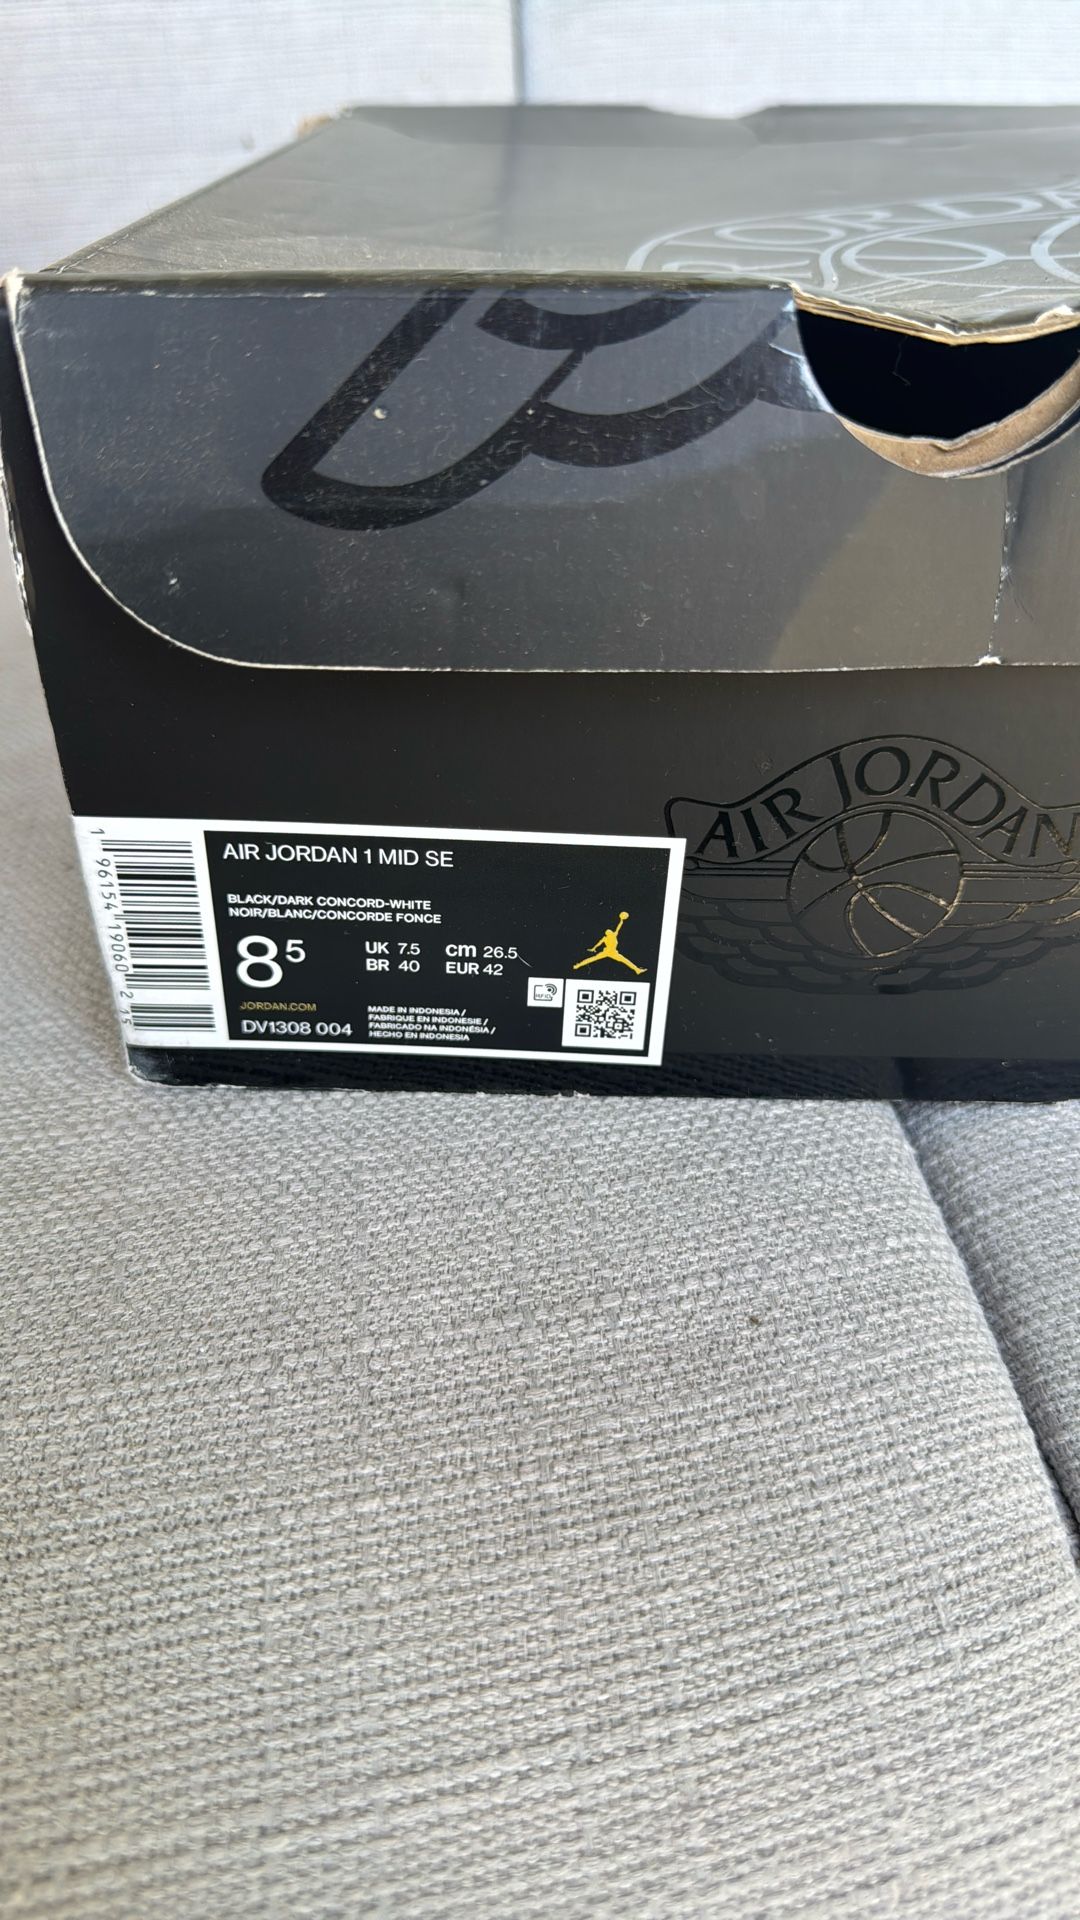 JORDAN
AIR JORDAN
AIR JORDAN 1 MID SE
BLACK/DARK CONCORD-WHITE
NOIR/BLANC/CONCORDE FONCE
8 5
UK 7.5 cm 26.5
BR 40 EUR 42
JORDAN.COM
DV1308 004
MADE IN INDONESIA /
FABRIQUE EN INDONESIE /
FABRICADO NA INDONÉSIA /
HECHO EN INDONESIA
1 96154 19060 2 15